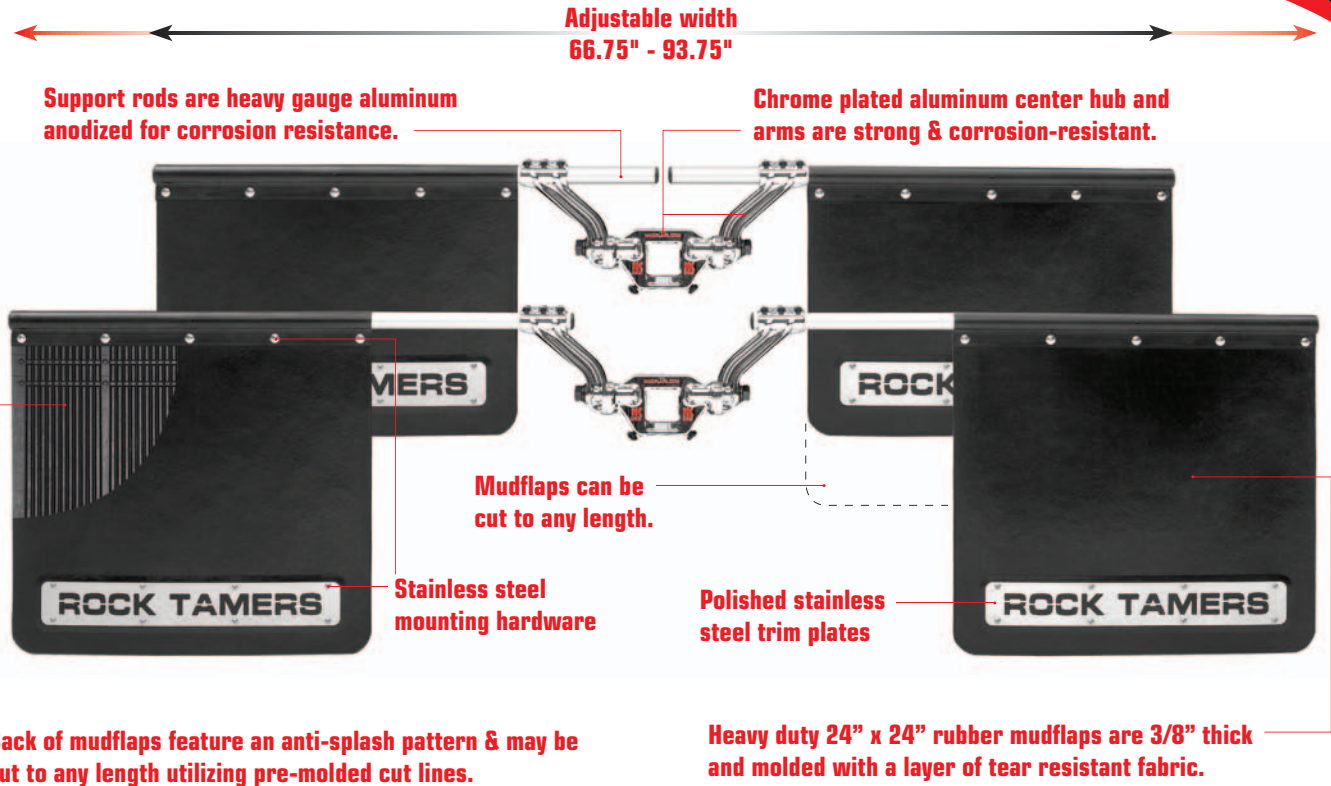 Adjustable width
66.75" - 93.75"
Support rods are heavy gauge aluminum
anodized for corrosion resistance.
Chrome plated aluminum center hub and
arms are strong & corrosion-resistant.
MERS
ROCK
Mudflaps can be
cut to any length.
Stainless steel
mounting hardware
Polished stainless
steel trim plates
ROCK TAMERS
ROCK TAMERS
of mudflaps feature an anti-splash pattern & may be
to any length utilizing pre-molded cut lines.
Heavy duty 24” x 24” rubber mudflaps are 3/8” thick
and molded with a layer of tear resistant fabric.